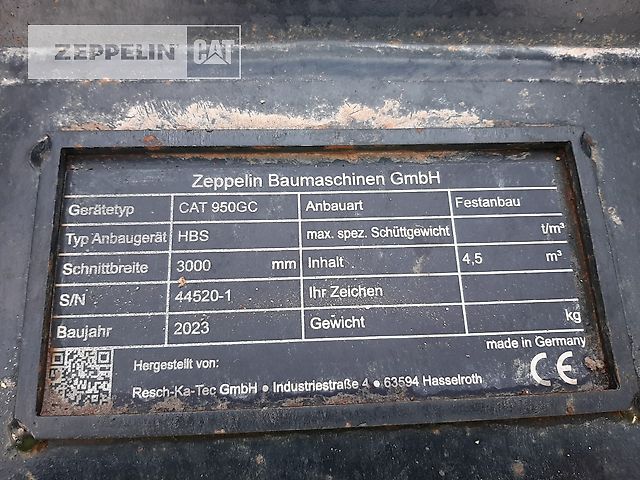 ZEPPELIN CAT
Zeppelin Baumaschinen GmbH
Gerätetyp CAT 950GC Anbauart Festanbau
Typ Anbaugerät HBS max. spez. Schüttgewicht t/m³
Schnittbreite 3000 mm Inhalt 4,5 m³
S/N 44520-1 Ihr Zeichen
Baujahr 2023 Gewicht kg
made in Germany
Hergestellt von:
Resch-Ka-Tec GmbH • Industriestraße 4 • 63594 Hasselroth
CE